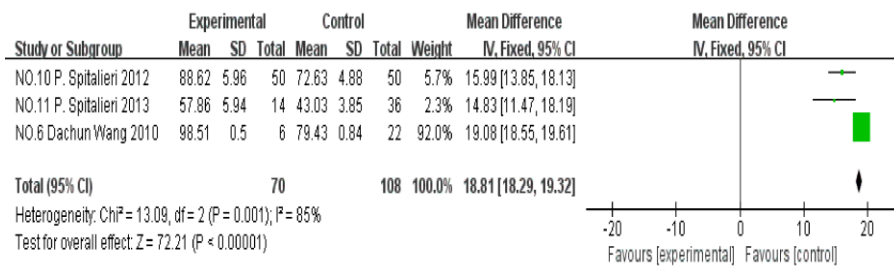 Experimental Control Mean Difference Mean Difference
Study or Subgroup Mean SD Total Mean SD Total Weight IV, Fixed, 95% CI IV, Fixed, 95% CI
NO.10 P. Spitalieri 2012 88.62 5.96 50 72.63 4.88 50 5.7% 15.99 [13.85, 18.13]
NO.11 P. Spitalieri 2013 57.86 5.94 14 43.03 3.85 36 2.3% 14.83 [11.47, 18.19]
NO.6 Dachun Wang 2010 98.51 0.5 6 79.43 0.84 22 92.0% 19.08 [18.55, 19.61]
Total (95% CI) 70 108 100.0% 18.81 [18.29, 19.32]
Heterogeneity: Chi² = 13.09, df = 2 (P = 0.001); I² = 85%
Test for overall effect: Z = 72.21 (P < 0.00001)
-20 -10 0 10 20
Favours [experimental] Favours [control]